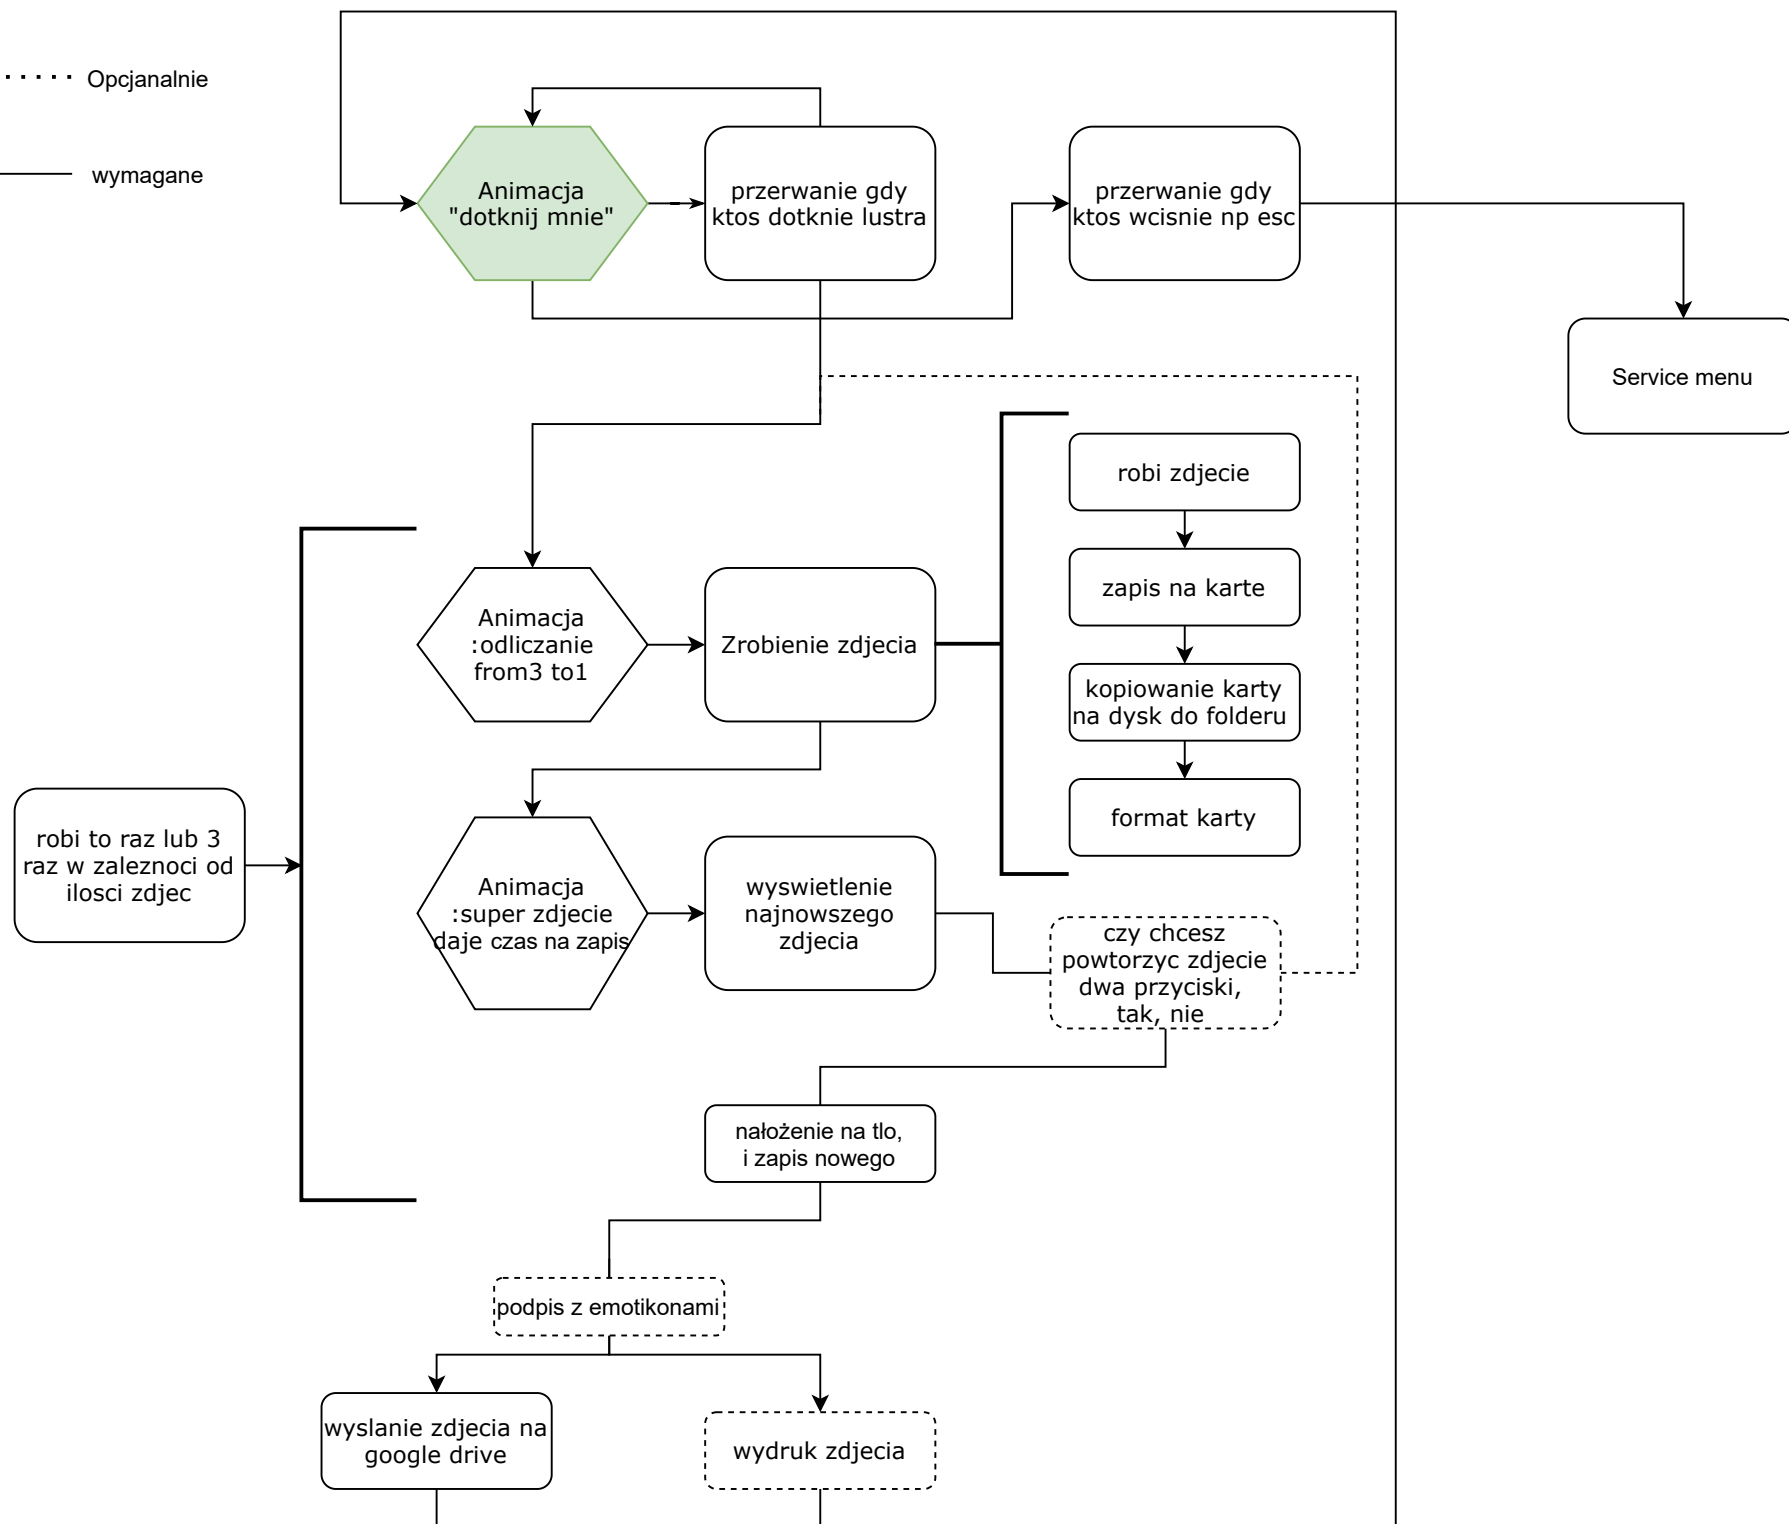 Opcjanalnie
wymagane
Animacja
"dotknij mnie"
przerwanie gdy
ktos dotknie lustra
przerwanie gdy
ktos wcisnie np esc
Service menu
robi zdjecie
zapis na karte
kopiowanie karty
na dysk do folderu
format karty
Animacja
:odliczanie
from3 to1
Zrobienie zdjecia
robi to raz lub 3
raz w zaleznoci od
ilosci zdjec
Animacja
:super zdjecie
daje czas na zapis
wyswietlenie
najnowszego
zdjecia
czy chcesz
powtorzyc zdjecie
dwa przyciski,
tak, nie
nałożenie na tlo,
i zapis nowego
podpis z emotikonami
wyslanie zdjecia na
google drive
wydruk zdjecia